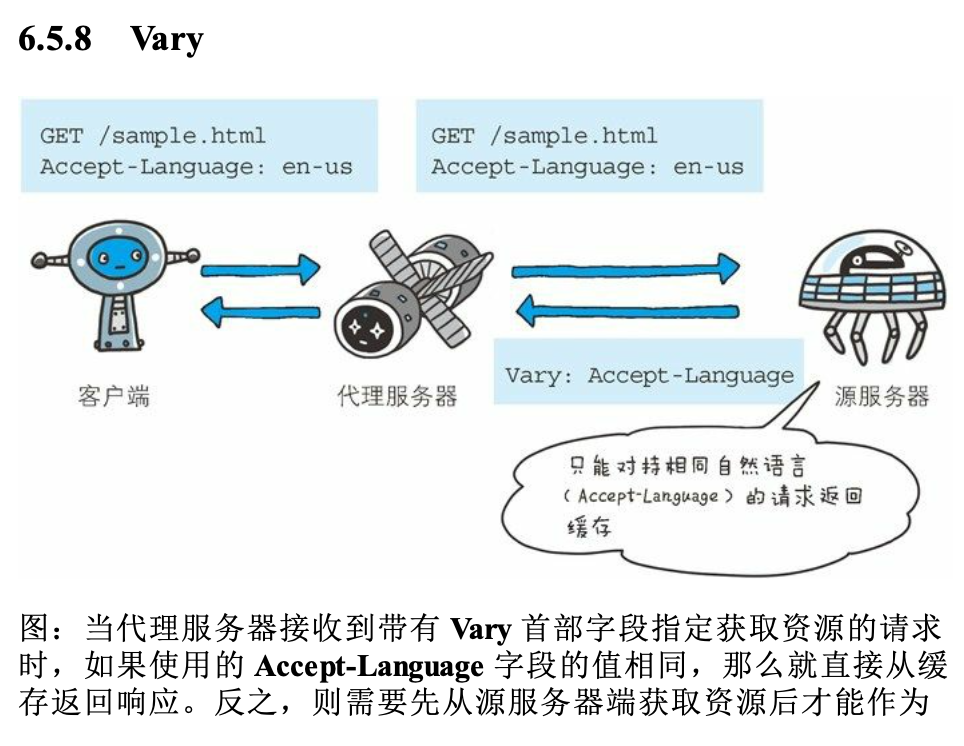 6.5.8 Vary
GET /sample.html
Accept-Language: en-us
GET /sample.html
Accept-Language: en-us
客户端
代理服务器
Vary: Accept-Language
源服务器
只能对持相同自然语言
（Accept-Language）的请求返回
缓存
图：当代理服务器接收到带有 Vary 首部字段指定获取资源的请求
时，如果使用的 Accept-Language 字段的值相同，那么就直接从缓
存返回响应。反之，则需要先从源服务器端获取资源后才能作为